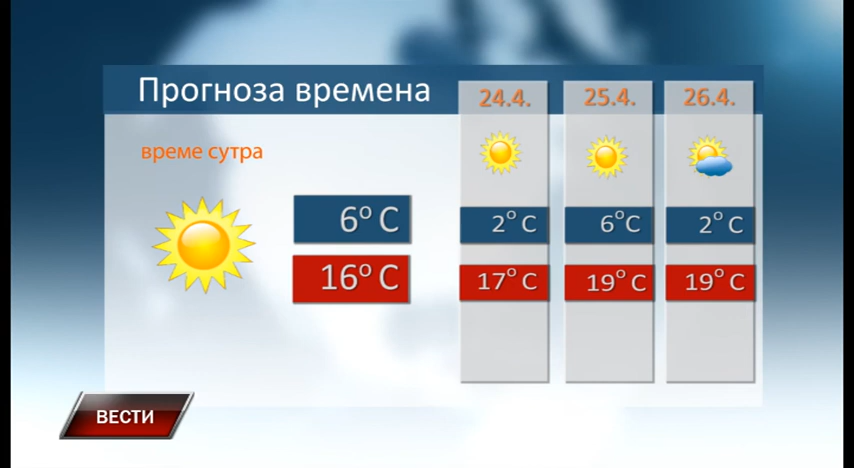 Прогноза времена
време сутра
6° C
16° C
24.4.
2° C
17° C
25.4.
6°C
19° C
26.4.
2° C
19° C
ВЕСТИ